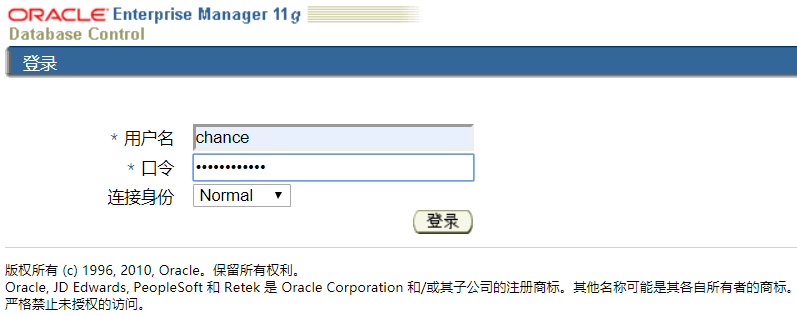 ORACLE Enterprise Manager 11g
Database Control
登录
* 用户名 chance
* 口令 ••••••••••••
连接身份 Normal
登录
版权所有 (c) 1996, 2010, Oracle。保留所有权利。
Oracle, JD Edwards, PeopleSoft 和 Retek 是 Oracle Corporation 和/或其子公司的注册商标。其他名称可能是其各自所有者的商标。
严格禁止未授权的访问。